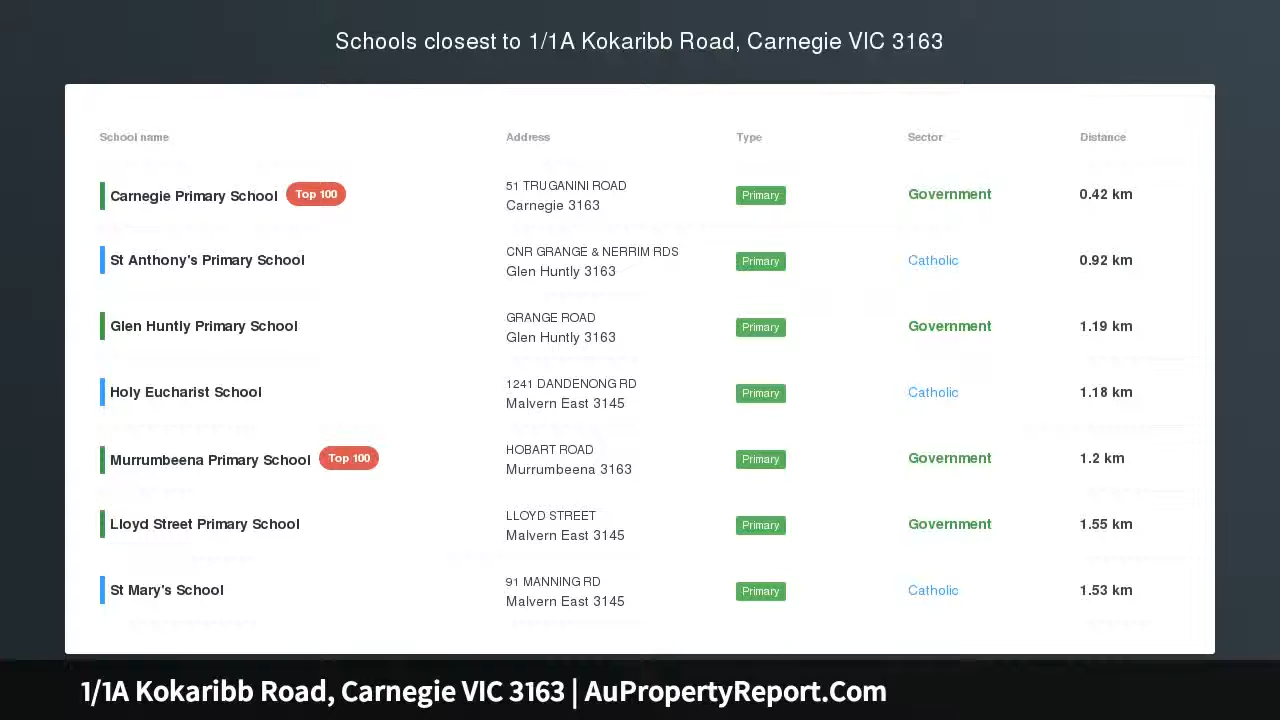 Schools closest to 1/1A Kokaribb Road, Carnegie VIC 3163
School name Address Type Sector Distance
Carnegie Primary School Top 100 51 TRUGANINI ROAD Primary Government 0.42 km
Carnegie 3163
St Anthony's Primary School CNR GRANGE & NERRIM RDS Primary Catholic 0.92 km
Glen Huntly 3163
Glen Huntly Primary School GRANGE ROAD Primary Government 1.19 km
Glen Huntly 3163
Holy Eucharist School 1241 DANDENONG RD Primary Catholic 1.18 km
Malvern East 3145
Murrumbeena Primary School Top 100 HOBART ROAD Primary Government 1.2 km
Murrumbeena 3163
Lloyd Street Primary School LLOYD STREET Primary Government 1.55 km
Malvern East 3145
St Mary's School 91 MANNING RD Primary Catholic 1.53 km
Malvern East 3145
1/1A Kokaribb Road, Carnegie VIC 3163 | AuPropertyReport.Com